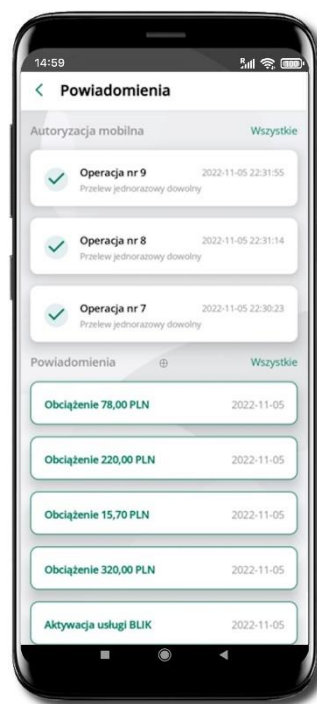 14:59
Powiadomienia
Autoryzacja mobilna Wszystkie
Operacja nr 9 2022-11-05 22:31:55
Przelew jednorazowy dowolny
Operacja nr 8 2022-11-05 22:31:14
Przelew jednorazowy dowolny
Operacja nr 7 2022-11-05 22:30:23
Przelew jednorazowy dowolny
Powiadomienia Wszystkie
Obciążenie 78,00 PLN 2022-11-05
Obciążenie 220,00 PLN 2022-11-05
Obciążenie 15,70 PLN 2022-11-05
Obciążenie 320,00 PLN 2022-11-05
Aktywacja usługi BLIK 2022-11-05